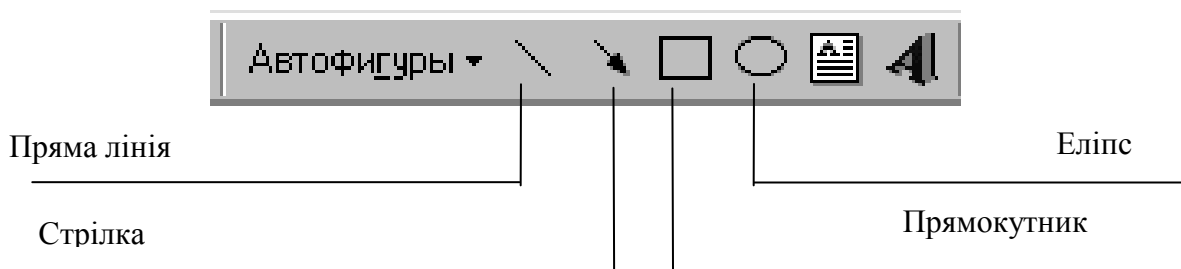 Автофигуры
Пряма лінія
Еліпс
Стрілка
Прямокутник